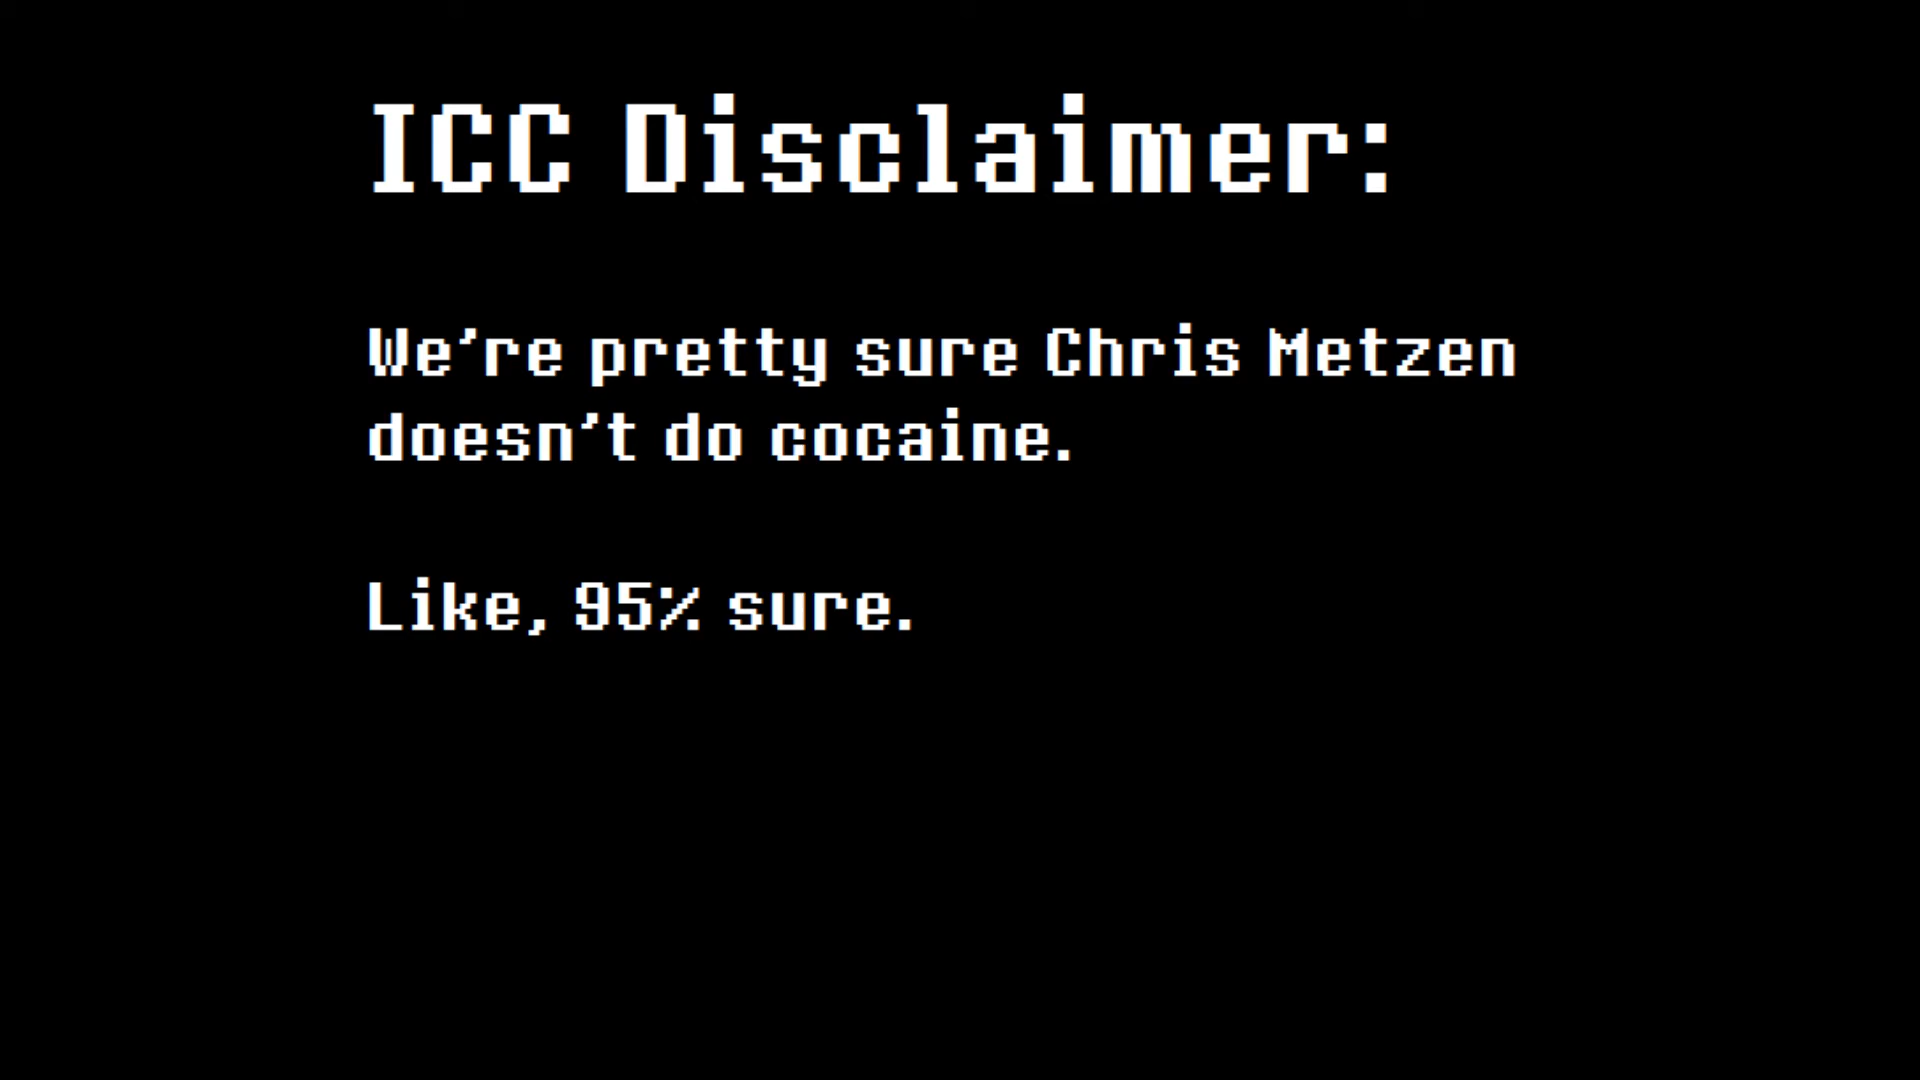 ICC Disclaimer:
We're pretty sure Chris Metzen
doesn't do cocaine.
Like, 95% sure.